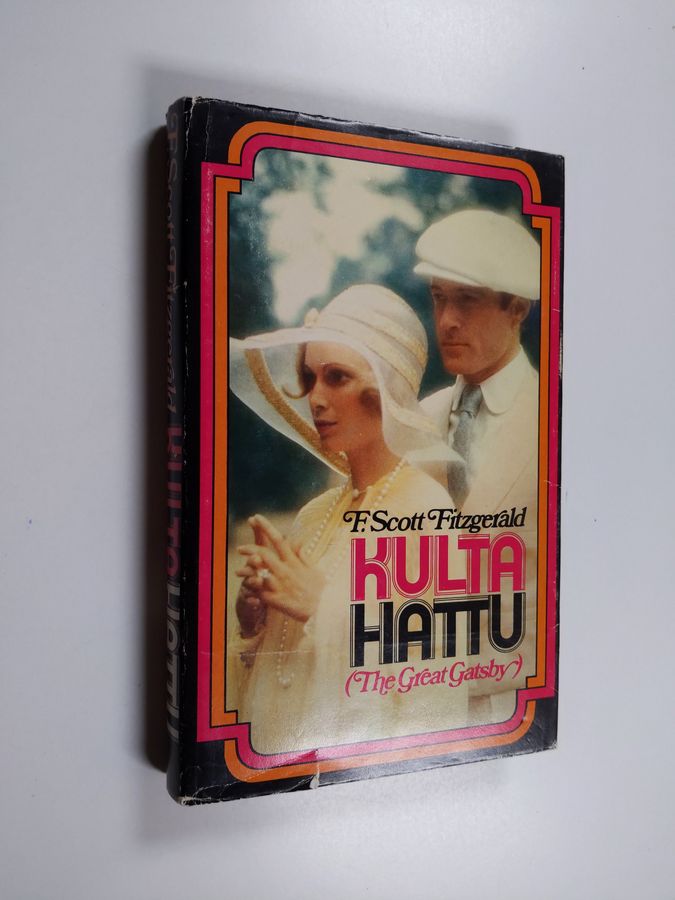 F. Scott Fitzgerald
KULTA
HATTU
(The Great Gatsby)
F. Scott Fitzgerald KULTAHATTU